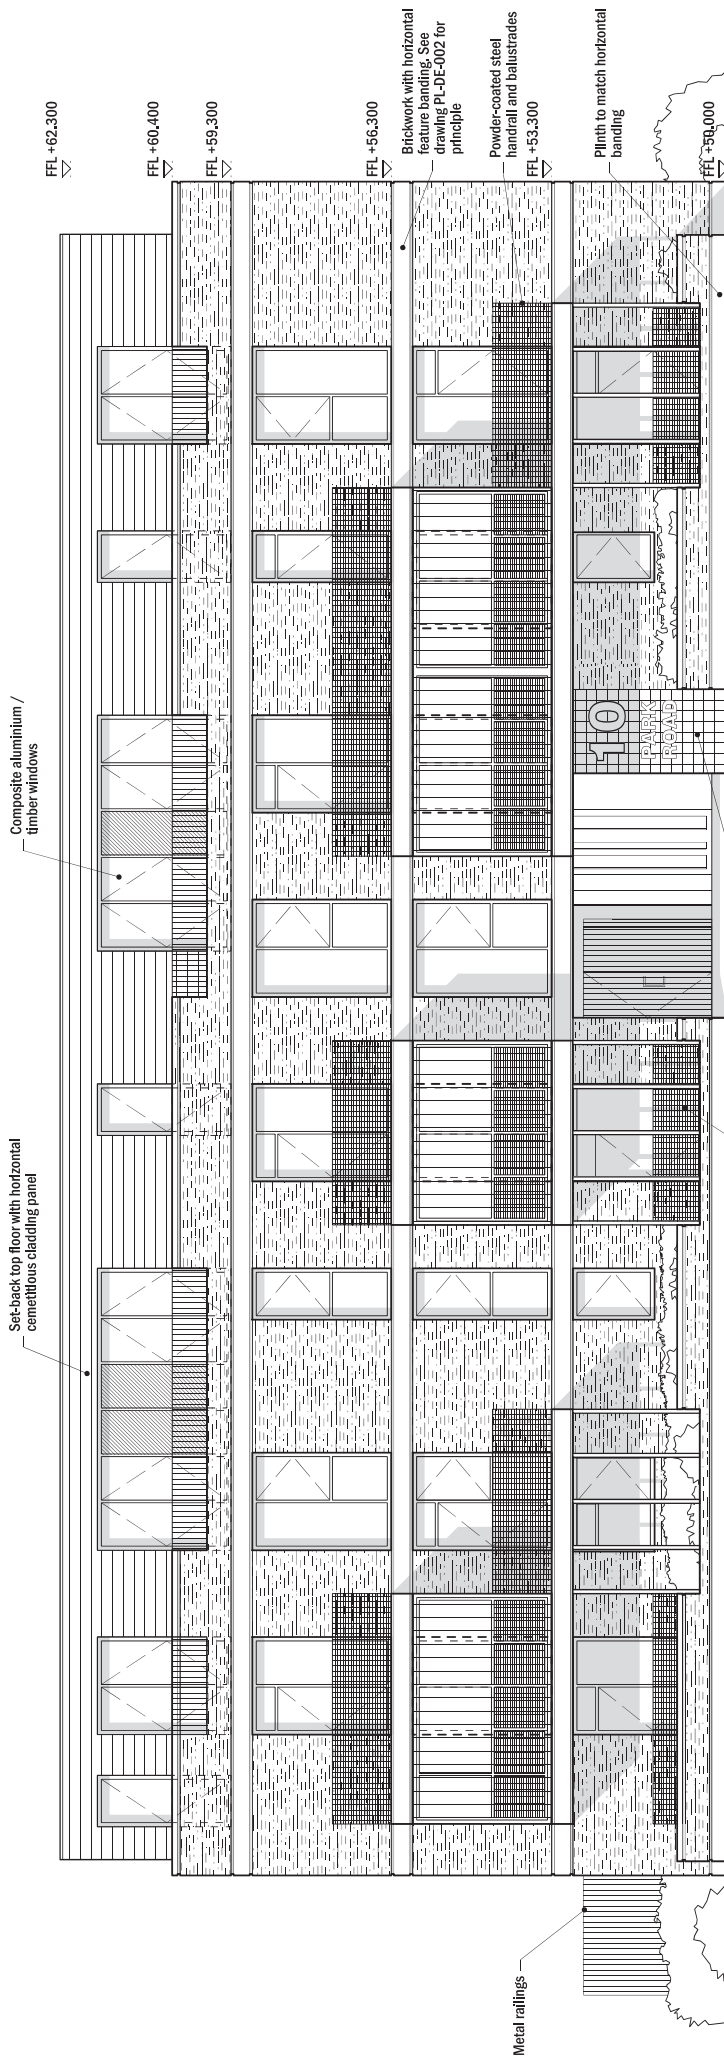 Set-back top floor with horizontal
cemetitious cladding panel
Composite aluminium /
timber windows
FFL +62.300
FFL +60.400
FFL +59.300
FFL +56.300
Brickwork with horizontal
feature banding. See
drawing PL-DE-002 for
principle
Powder-coated steel
handrail and balustrades
FFL +53.300
Plinth to match horizontal
banding
FFL +50.000
10
PARK
ROAD
Metal railings